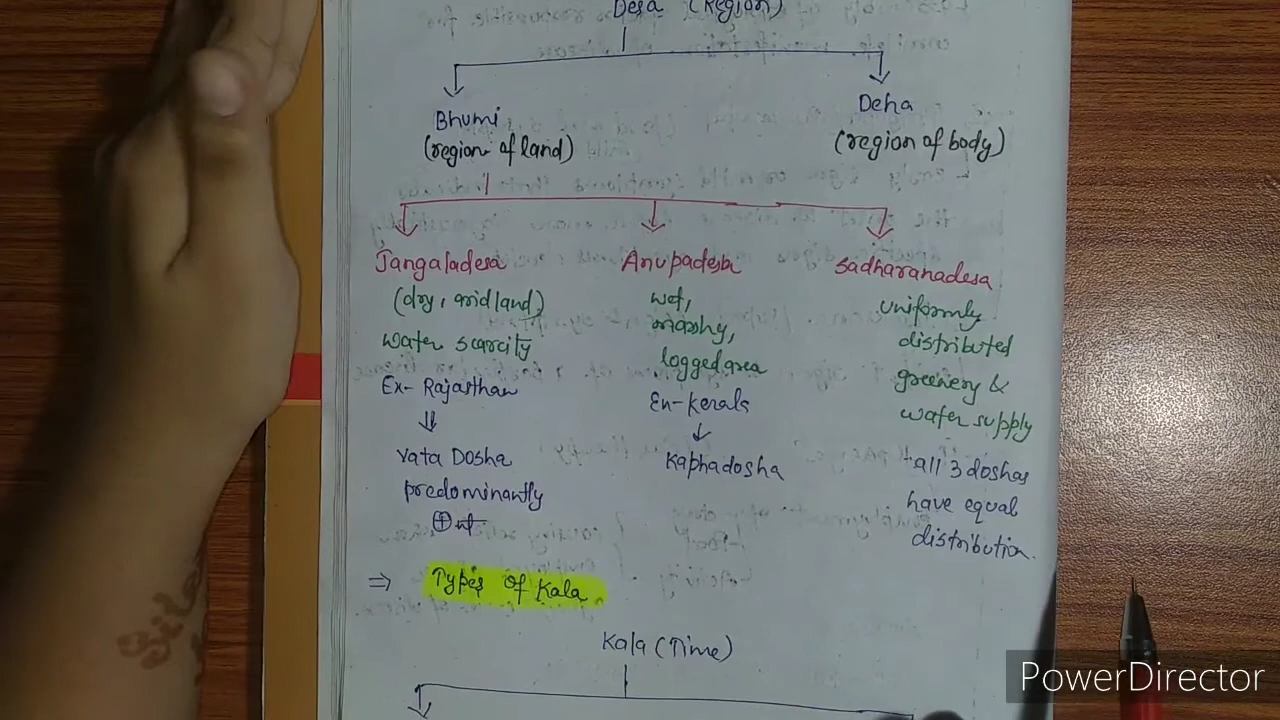 Desa (Region)
Bhumi
(region of land)
Deha
(region of body)
Jangaladesa
(dry, arid land)
water scarcity
Ex- Rajasthan
⇓
vata Dosha
predominantly
Anupadesa
wet,
marshy,
logged area
Ex- Kerala
↓
Kaphadosha
Sadharanadesa
uniformly
distributed
greenery &
water supply
all 3 doshas
have equal
distribution.
⇒ Types of Kala
Kala (Time)
PowerDirector